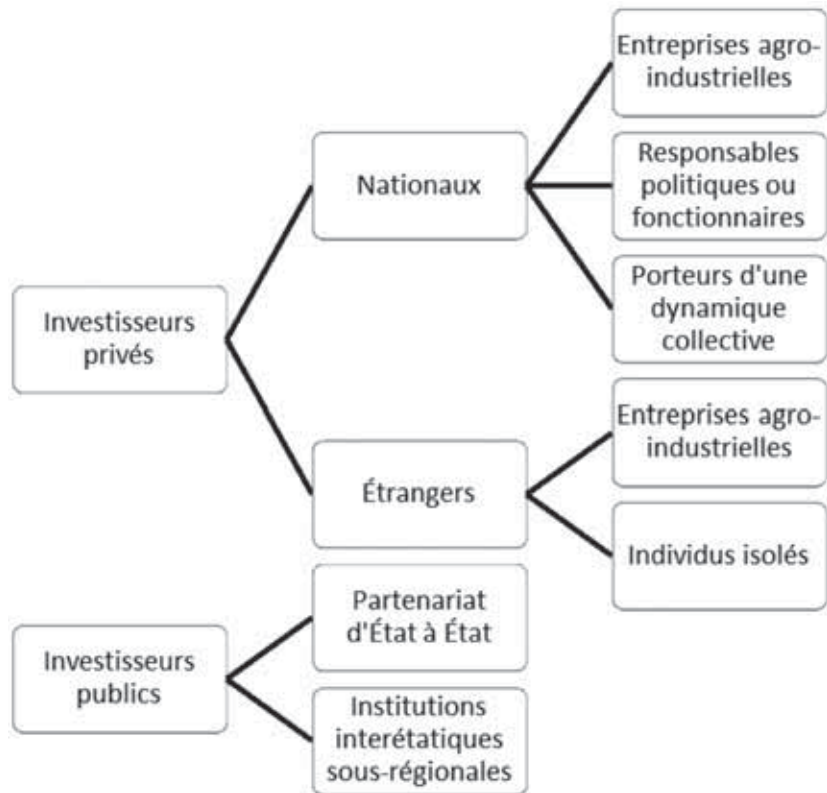 Investisseurs
privés
Nationaux
Entreprises agro-
industrielles
Responsables
politiques ou
fonctionnaires
Porteurs d'une
dynamique
collective
Étrangers
Entreprises agro-
industrielles
Individus isolés
Investisseurs
publics
Partenariat
d'État à État
Institutions
interétatiques
sous-régionales